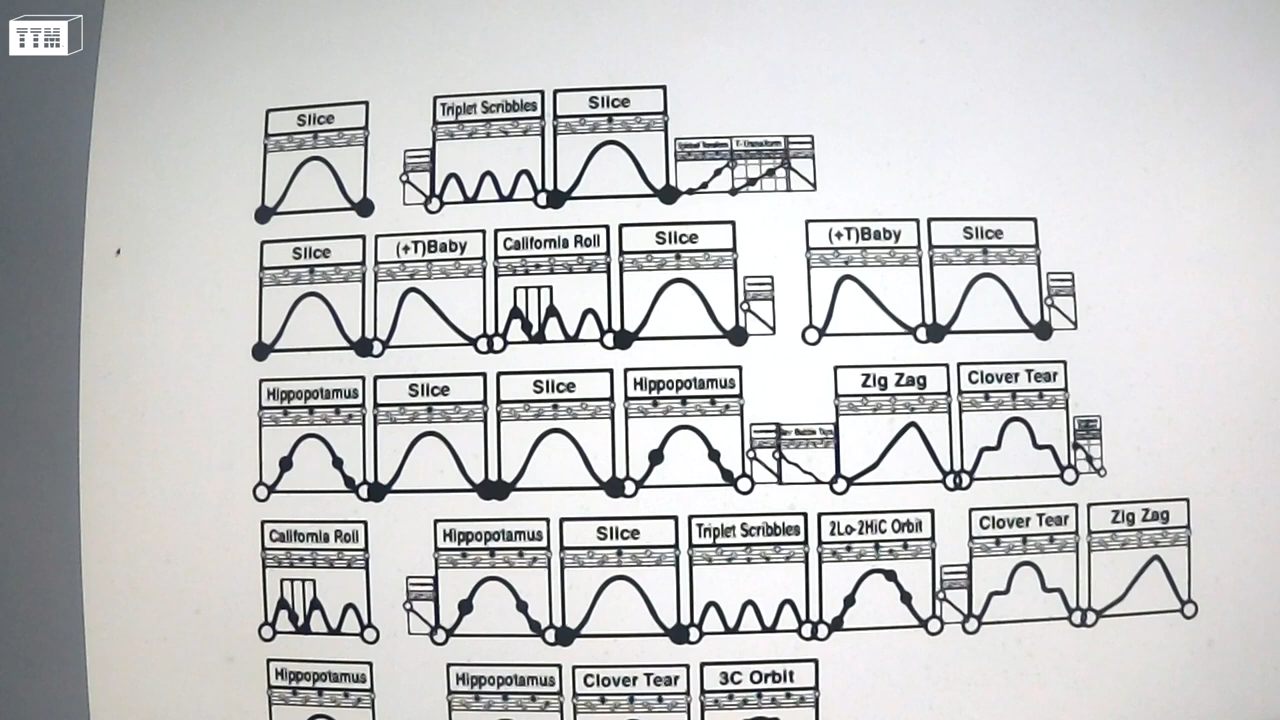 TTM
Slice Triplet Scribbles Slice
Slice (+T)Baby California Roll Slice (+T)Baby Slice
Hippopotamus Slice Slice Hippopotamus Zig Zag Clover Tear
California Roll Hippopotamus Slice Triplet Scribbles 2Lo-2HiC Orbit Clover Tear Zig Zag
Hippopotamus Hippopotamus Clover Tear 3C Orbit